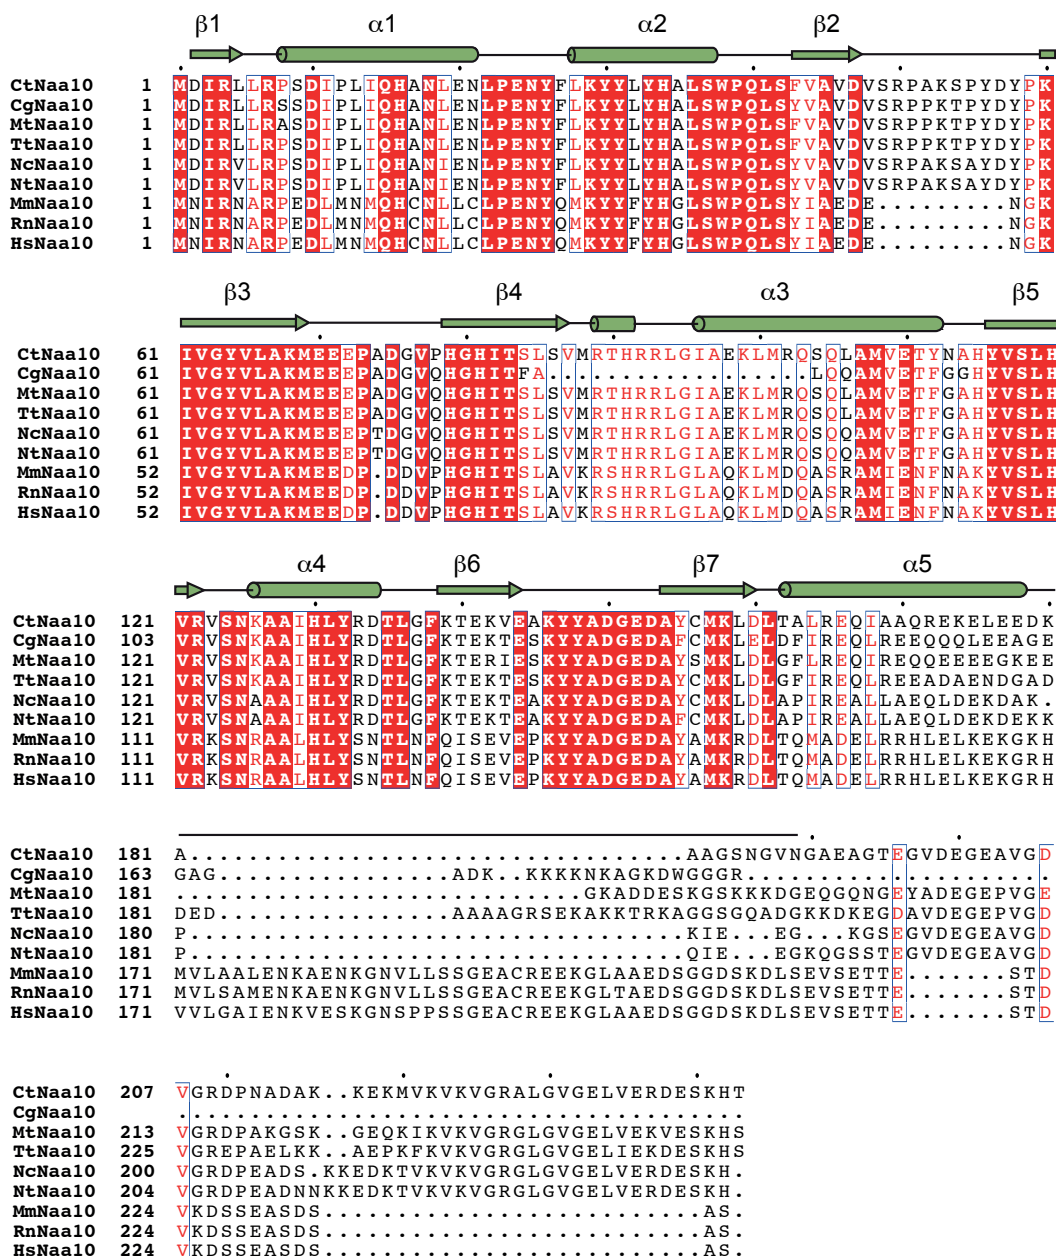 β1 α1 α2 β2
CtNaa10 1 MDIRLLRPSDIPLIQHANLENLPENYFLKYYLYHALSWPQLSFVAVDVSRPAKSPYDYPK
CgNaa10 1 MDIRLLRSSDIPLIQHANLENLPENYFLKYYLYHALSWPQLSFVAVDVSRPPKTPYDYPK
MtNaa10 1 MDIRLLRASDIPLIQHANLENLPENYFLKYYLYHALSWPQLSFVAVDVSRPPKTPYDYPK
TtNaa10 1 MDIRLLRPSDIPLIQHANLENLPENYFLKYYLYHALSWPQLSFVAVDVSRPPKTPYDYPK
NcNaa10 1 MDIRVLRPSDIPLIQHANIENLPENYFLKYYLYHALSWPQLSYVAVDVSRPAKSAYDYPK
NtNaa10 1 MDIRVLRPSDIPLIQHANIENLPENYFLKYYLYHALSWPQLSYVAVDVSRPAKSAYDYPK
MmNaa10 1 MNIRNARPEDLMNMQHCNLLCLPENYQMKYYFYHGLSWPQLSYIAEDE.........NGK
RnNaa10 1 MNIRNARPEDLMNMQHCNLLCLPENYQMKYYFYHGLSWPQLSYIAEDE.........NGK
HsNaa10 1 MNIRNARPEDLMNMQHCNLLCLPENYQMKYYFYHGLSWPQLSYIAEDE.........NGK
β3 β4 α3 β5
CtNaa10 61 IVGYVLAKMEEEPADGVPHGHITSLSVMRTHRRLGIAEKLMRQSQLAMVETYNAHYVSLH
CgNaa10 61 IVGYVLAKMEEEPADGVQHGHITFA..................LQQAMVETFGGHYVSLH
MtNaa10 61 IVGYVLAKMEEEPADGVQHGHITSLSVMRTHRRLGIAEKLMRQSQLAMVETFGAHYVSLH
TtNaa10 61 IVGYVLAKMEEEPADGVQHGHITSLSVMRTHRRLGIAEKLMRQSQLAMVETFGAHYVSLH
NcNaa10 61 IVGYVLAKMEEEPTDGVQHGHITSLSVMRTHRRLGIAEKLMRQSQQAMVETFGAHYVSLH
NtNaa10 61 IVGYVLAKMEEEPTDGVQHGHITSLSVMRTHRRLGIAEKLMRQSQQAMVETFGAHYVSLH
MmNaa10 52 IVGYVLAKMEEDP.DDVPHGHITSLAVKRSHRRLGLAQKLMDQASRAMIENFNAKYVSLH
RnNaa10 52 IVGYVLAKMEEDP.DDVPHGHITSLAVKRSHRRLGLAQKLMDQASRAMIENFNAKYVSLH
HsNaa10 52 IVGYVLAKMEEDP.DDVPHGHITSLAVKRSHRRLGLAQKLMDQASRAMIENFNAKYVSLH
α4 β6 β7 α5
CtNaa10 121 VRVSNKAAIHLYRDTLGFKTEKVEAKYYADGEDAYCMKLDLTALREQIAAQREKELEEDK
CgNaa10 103 VRVSNKAAIHLYRDTLGFKTEKTESKYYADGEDAYCMKLELDFIREQLREEQQQLEEAGE
MtNaa10 121 VRVSNKAAIHLYRDTLGFKTERIESKYYADGEDAYSMKLDLGFLREQIREQQEEEEGKEE
TtNaa10 121 VRVSNKAAIHLYRDTLGFKTEKTESKYYADGEDAYCMKLDLGFIREQLREEADAENDGAD
NcNaa10 121 VRVSNAAAIHLYRDTLGFKTEKTEAKYYADGEDAYCMKLDLAPIREALLAEQLDEKDAK.
NtNaa10 121 VRVSNAAAIHLYRDTLGFKTEKTEAKYYADGEDAFCMKLDLAPIREALLAEQLDEKDEKK
MmNaa10 111 VRKSNRAALHLYSNTLNFQISEVEPKYYADGEDAYAMKRDLTQMADELRRHLELKEKGKH
RnNaa10 111 VRKSNRAALHLYSNTLNFQISEVEPKYYADGEDAYAMKRDLTQMADELRRHLELKEKGRH
HsNaa10 111 VRKSNRAALHLYSNTLNFQISEVEPKYYADGEDAYAMKRDLTQMADELRRHLELKEKGRH
CtNaa10 181 A..................................AAGSNGVNGAEAGTEGVDEGEAVGD
CgNaa10 163 GAG................ADK..KKKKNKAGKDWGGGR.....................
MtNaa10 181 ............................GKADDESKGSKKKDGEQGQNGEYADEGEPVGE
TtNaa10 181 DED................AAAAGRSEKAKKTRKAGGSGQADGKKDKEGDAVDEGEPVGD
NcNaa10 180 P..................................KIE...EG...KGSEGVDEGEAVGD
NtNaa10 181 P..................................QIE...EGKQGSSTEGVDEGEAVGD
MmNaa10 171 MVLAALENKAENKGNVLLSSGEACREEKGLAAEDSGGDSKDLSEVSETTE.......STD
RnNaa10 171 MVLSAMENKAENKGNVLLSSGEACREEKGLTAEDSGGDSKDLSEVSETTE.......STD
HsNaa10 171 VVLGAIENKVESKGNSPPSSGEACREEKGLAAEDSGGDSKDLSEVSETTE.......STD
CtNaa10 207 VGRDPNADAK..KEKMVKVKVGRALGVGELVERDESKHT
CgNaa10 .......................................
MtNaa10 213 VGRDPAKGSK..GEQKIKVKVGRGLGVGELVEKVESKHS
TtNaa10 225 VGREPAELKK..AEPKFKVKVGRGLGVGELIEKDESKHS
NcNaa10 200 VGRDPEADS.KKEDKTVKVKVGRGLGVGELVERDESKH.
NtNaa10 204 VGRDPEADNNKKEDKTVKVKVGRGLGVGELVERDESKH.
MmNaa10 224 VKDSSEASDS..........................AS.
RnNaa10 224 VKDSSEASDS..........................AS.
HsNaa10 224 VKDSSEASDS..........................AS.